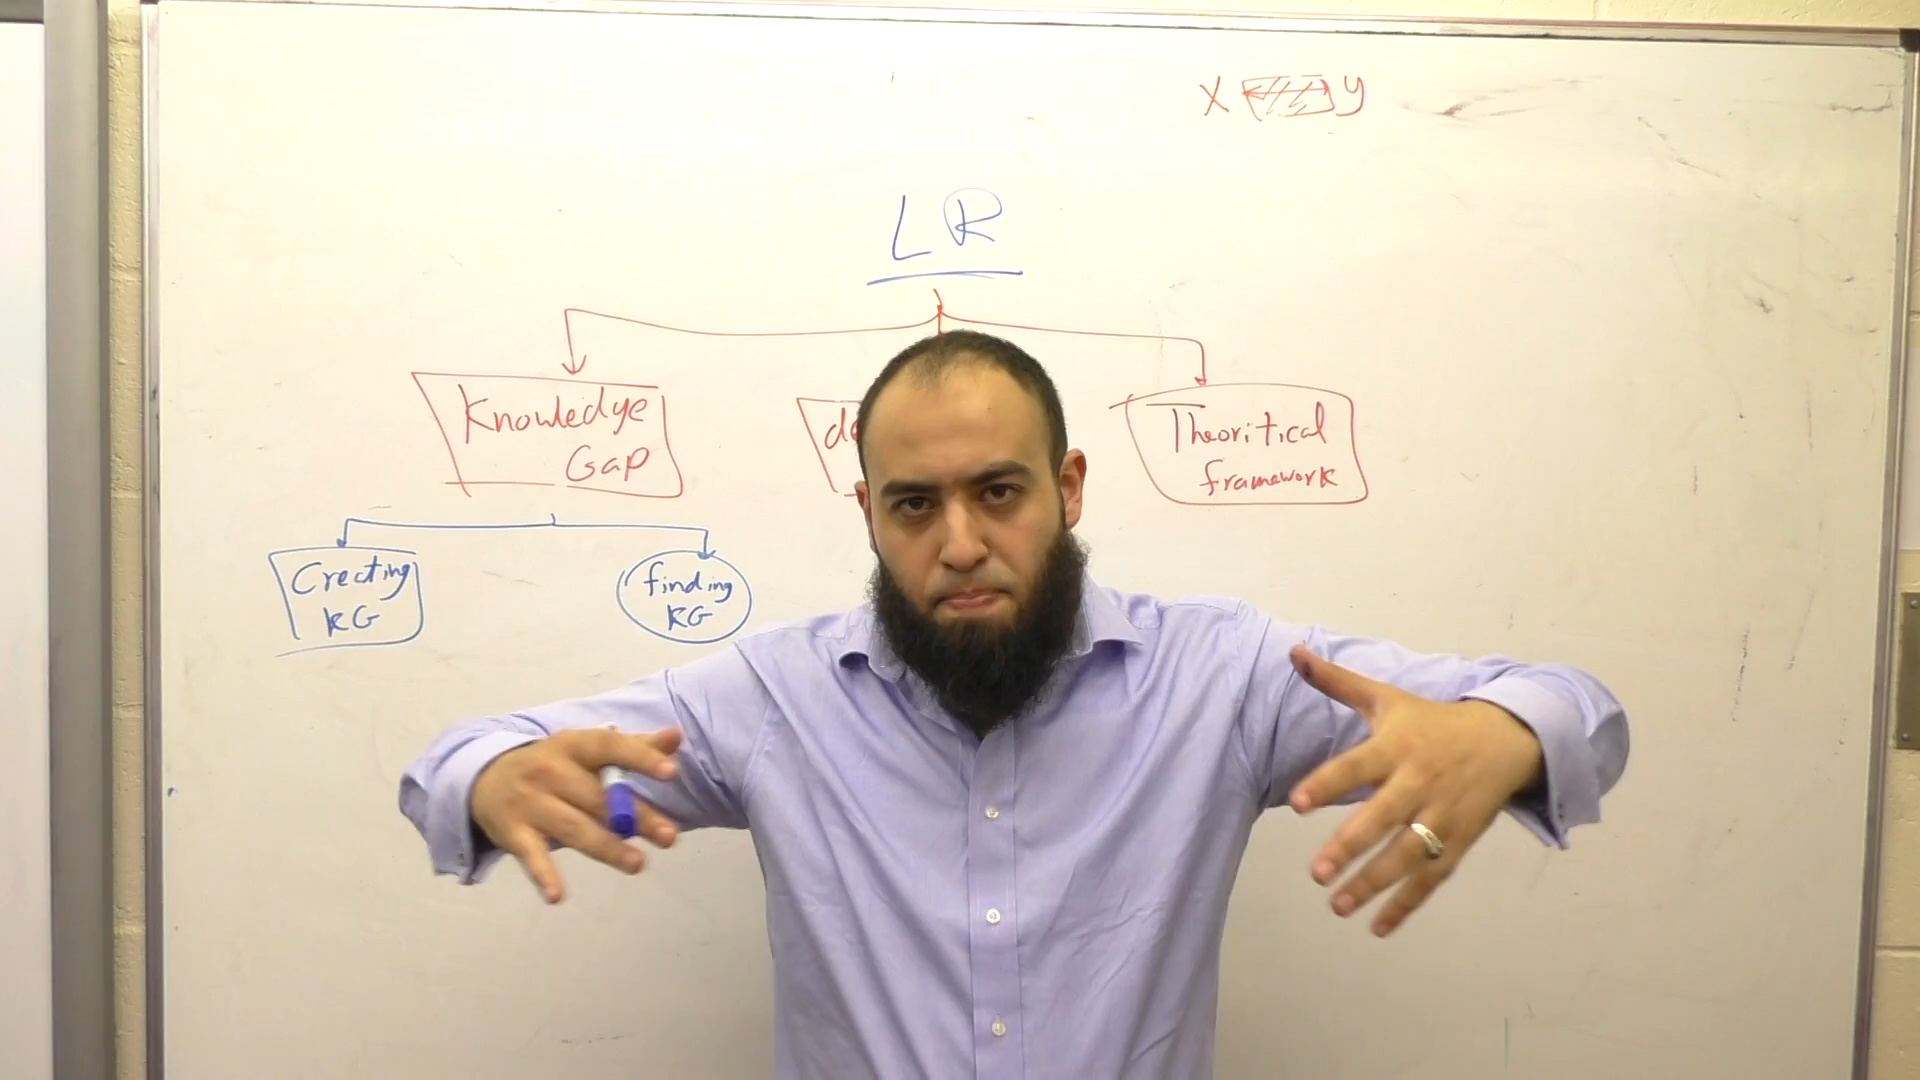 X Y
LR
Knowledge
Gap
Theoritical
framework
Creating
KG
finding
KG